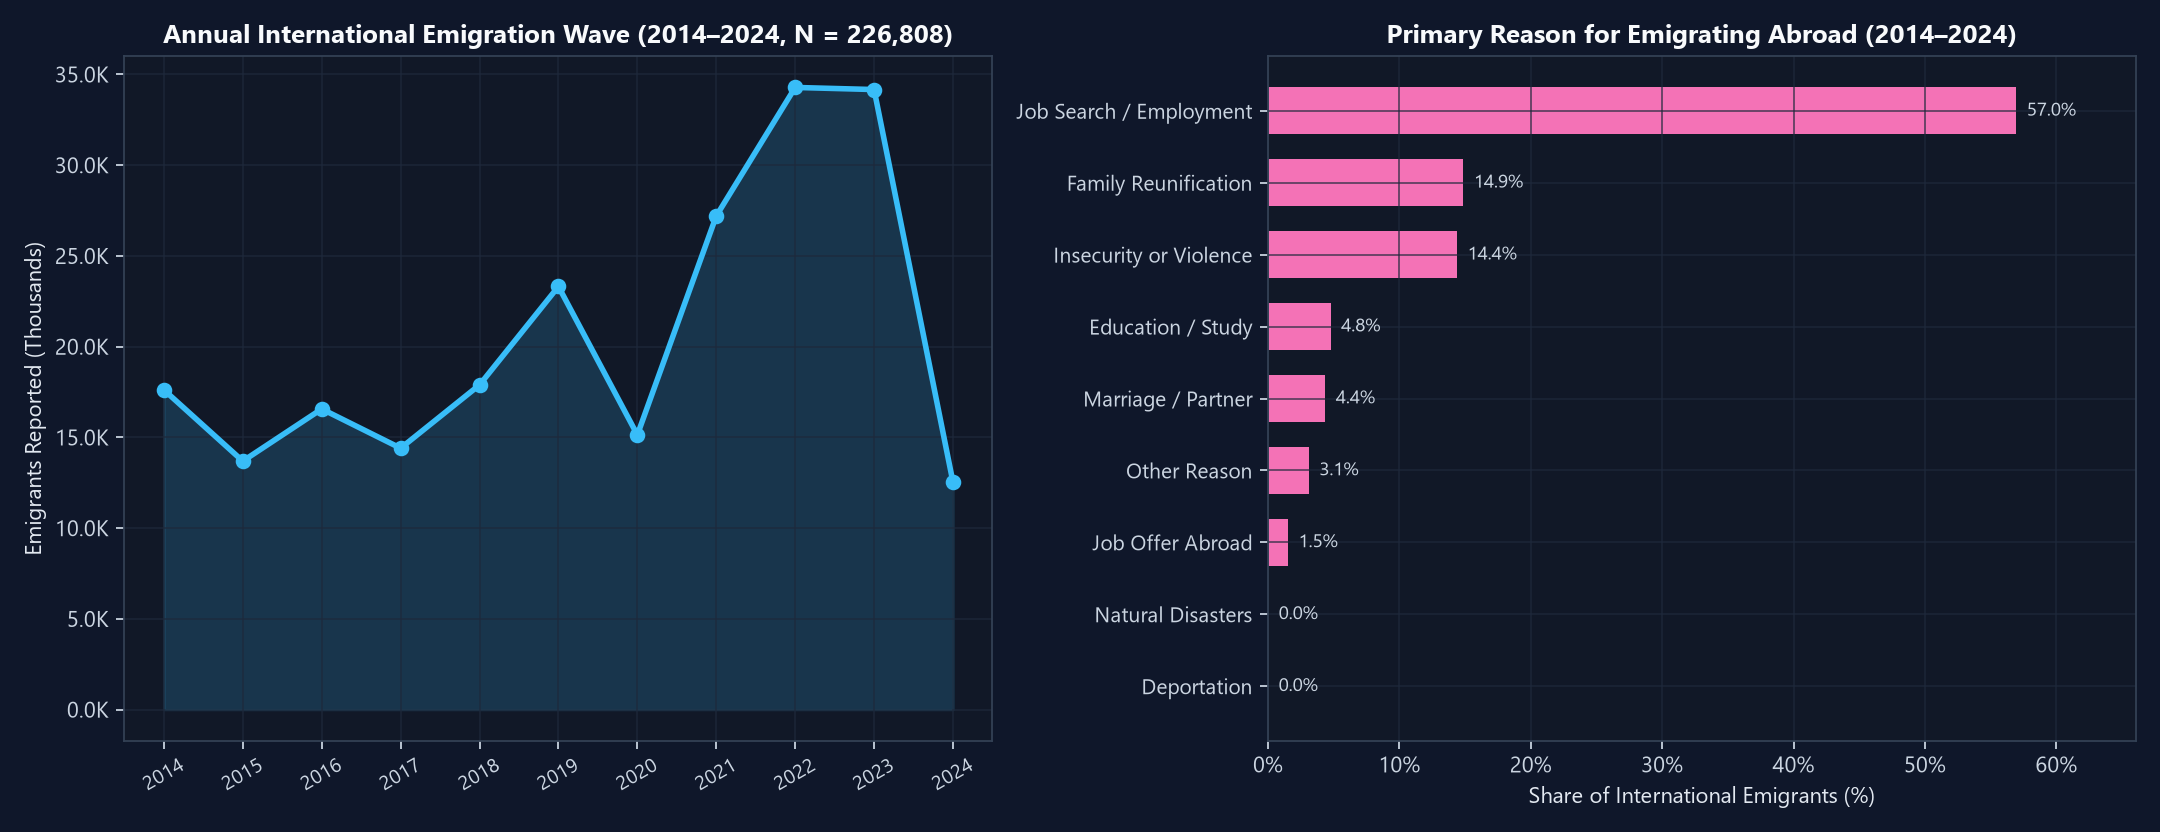 Annual International Emigration Wave (2014–2024, N = 226,808)
Emigrants Reported (Thousands)
35.0K
30.0K
25.0K
20.0K
15.0K
10.0K
5.0K
0.0K
2014
2015
2016
2017
2018
2019
2020
2021
2022
2023
2024
Primary Reason for Emigrating Abroad (2014–2024)
Job Search / Employment
57.0%
Family Reunification
14.9%
Insecurity or Violence
14.4%
Education / Study
4.8%
Marriage / Partner
4.4%
Other Reason
3.1%
Job Offer Abroad
1.5%
Natural Disasters
0.0%
Deportation
0.0%
0%
10%
20%
30%
40%
50%
60%
Share of International Emigrants (%)